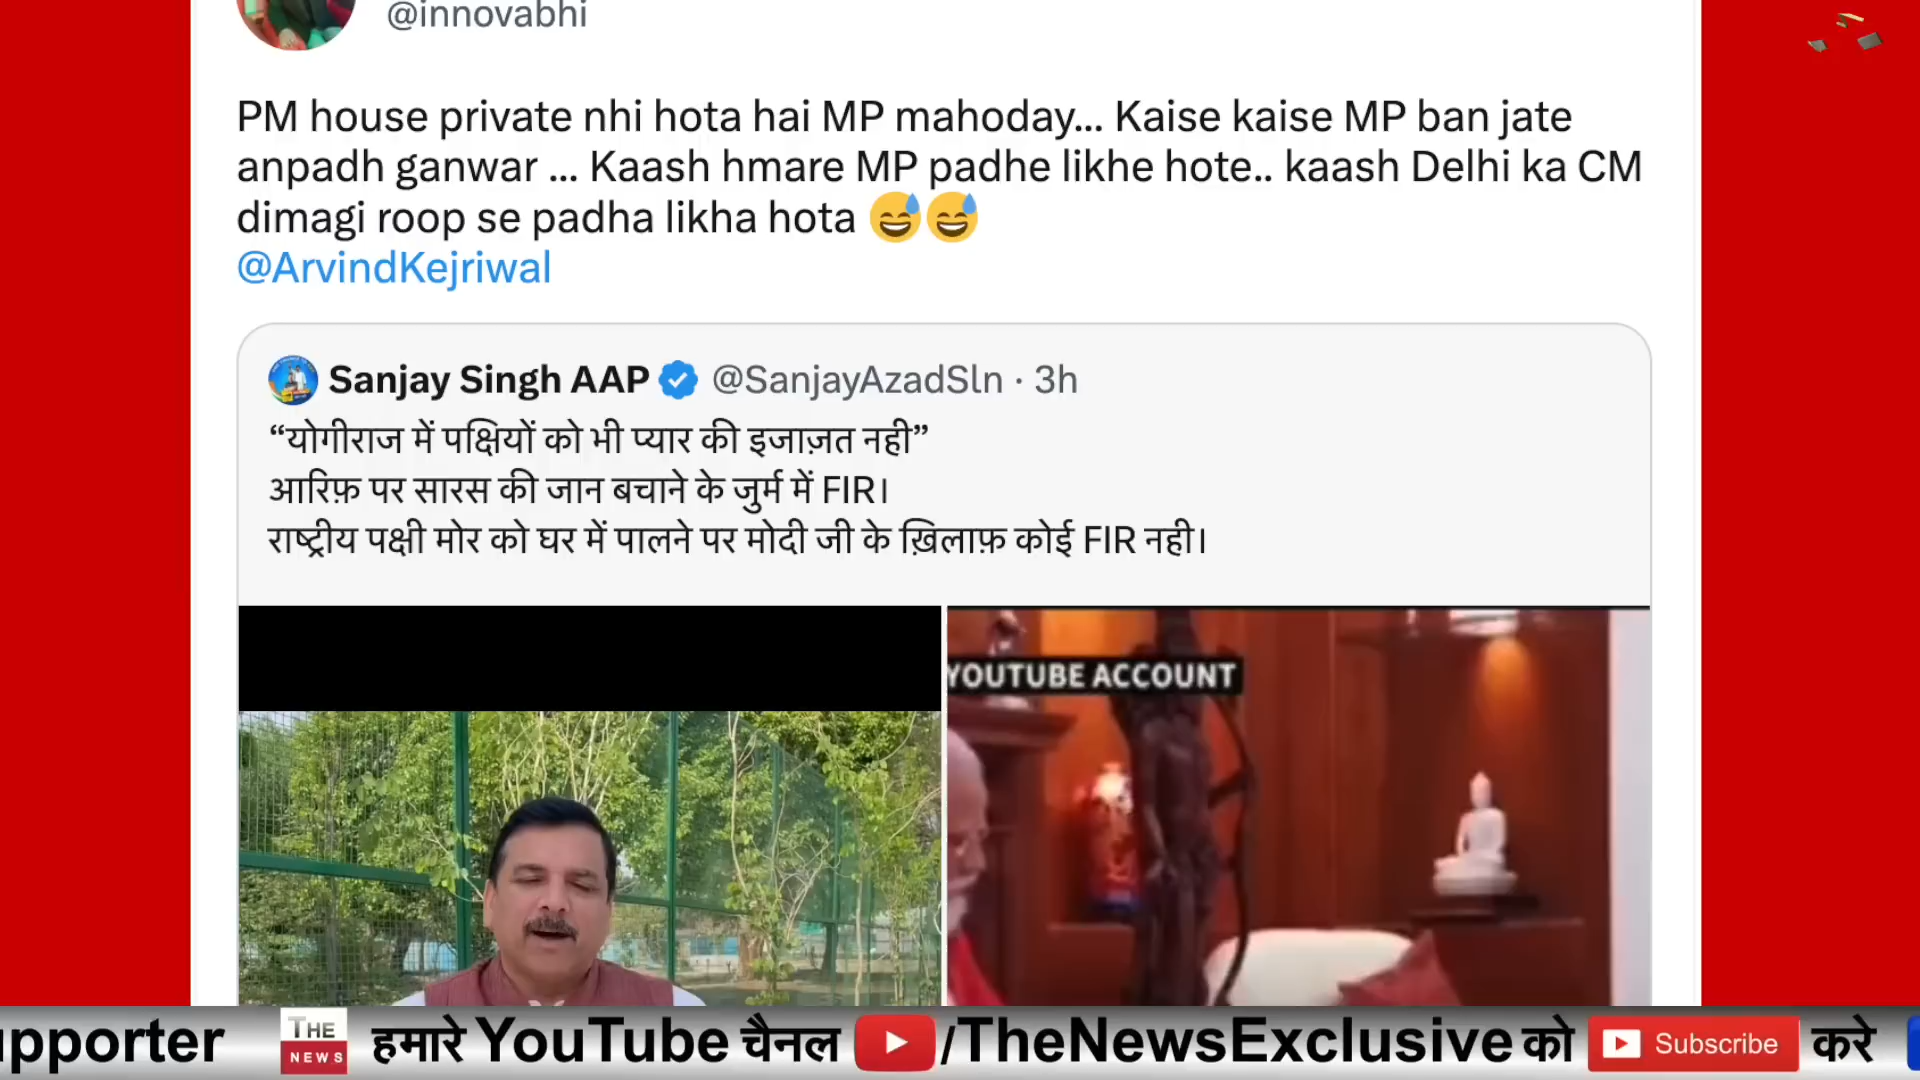 @innovabhi
PM house private nhi hota hai MP mahoday... Kaise kaise MP ban jate
anpadh ganwar ... Kaash hmare MP padhe likhe hote.. kaash Delhi ka CM
dimagi roop se padha likha hota 😅😅
@ArvindKejriwal
Sanjay Singh AAP @SanjayAzadSln · 3h
“योगीराज में पक्षियों को भी प्यार की इजाज़त नही”
आरिफ़ पर सारस की जान बचाने के जुर्म में FIR।
राष्ट्रीय पक्षी मोर को घर में पालने पर मोदी जी के ख़िलाफ़ कोई FIR नही।
YOUTUBE ACCOUNT
upporter THE NEWS हमारे YouTube चैनल /TheNewsExclusive को Subscribe करे